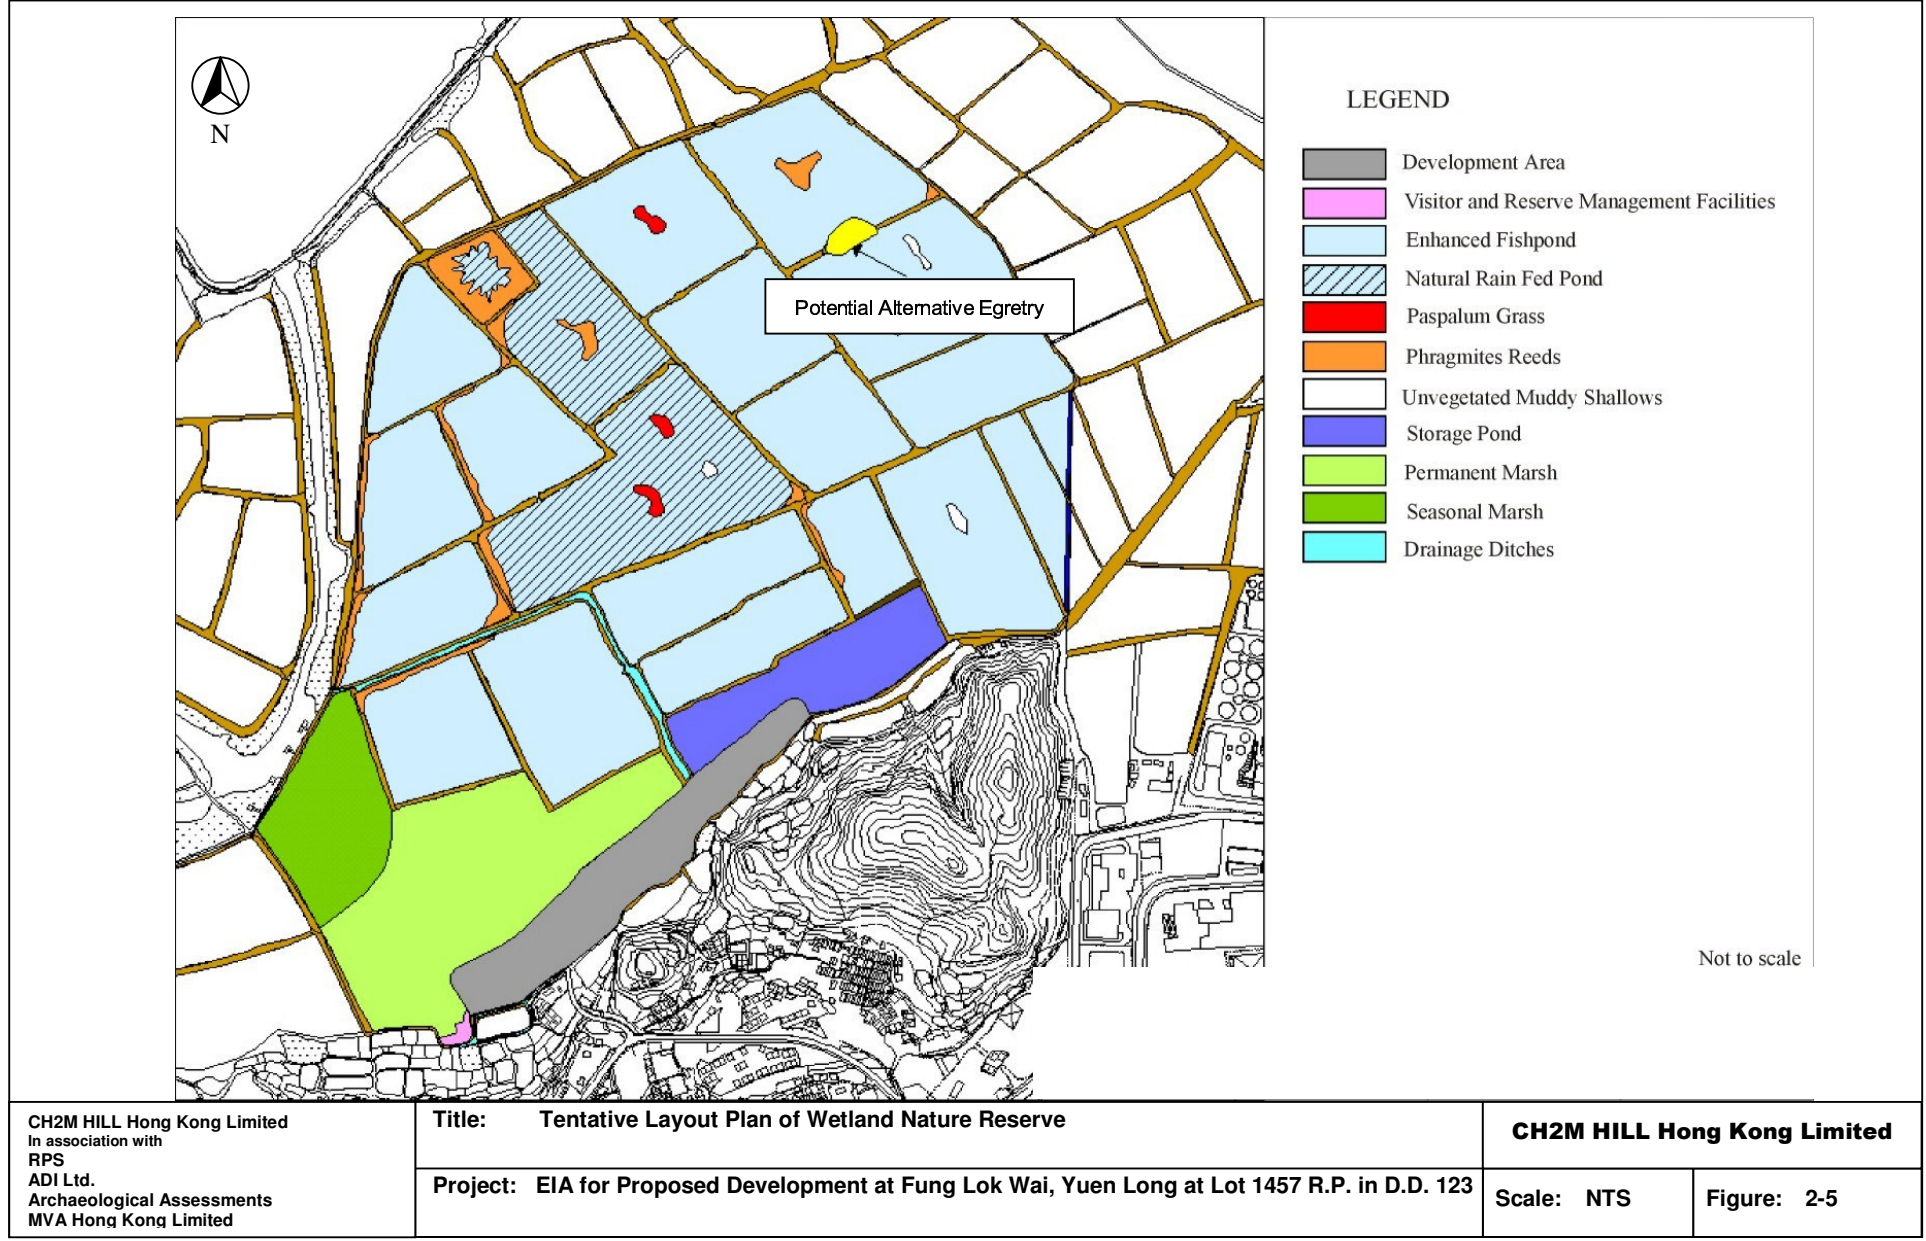 N
Potential Alternative Egretry
LEGEND
Development Area
Visitor and Reserve Management Facilities
Enhanced Fishpond
Natural Rain Fed Pond
Paspalum Grass
Phragmites Reeds
Unvegetated Muddy Shallows
Storage Pond
Permanent Marsh
Seasonal Marsh
Drainage Ditches
Not to scale
CH2M HILL Hong Kong Limited
In association with
RPS
ADI Ltd.
Archaeological Assessments
MVA Hong Kong Limited
Title: Tentative Layout Plan of Wetland Nature Reserve
Project: EIA for Proposed Development at Fung Lok Wai, Yuen Long at Lot 1457 R.P. in D.D. 123
CH2M HILL Hong Kong Limited
Scale: NTS
Figure: 2-5